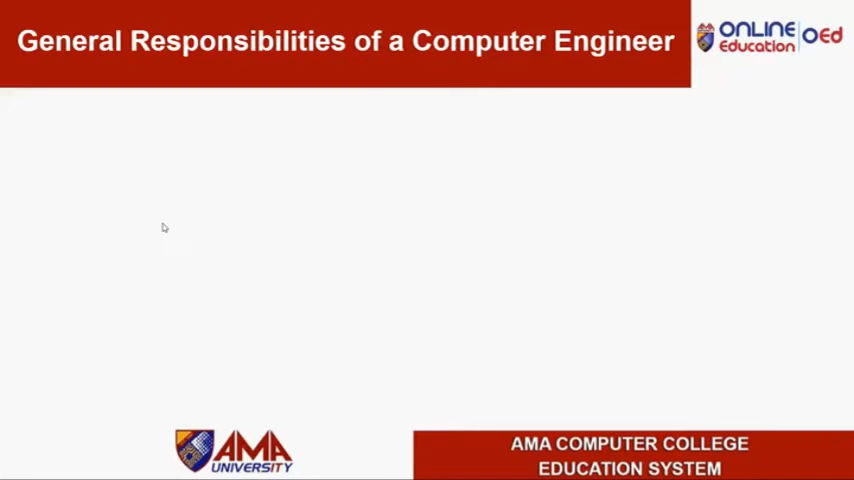 General Responsibilities of a Computer Engineer
ONLINE
Education
OEd
AMA
UNIVERSITY
AMA COMPUTER COLLEGE
EDUCATION SYSTEM